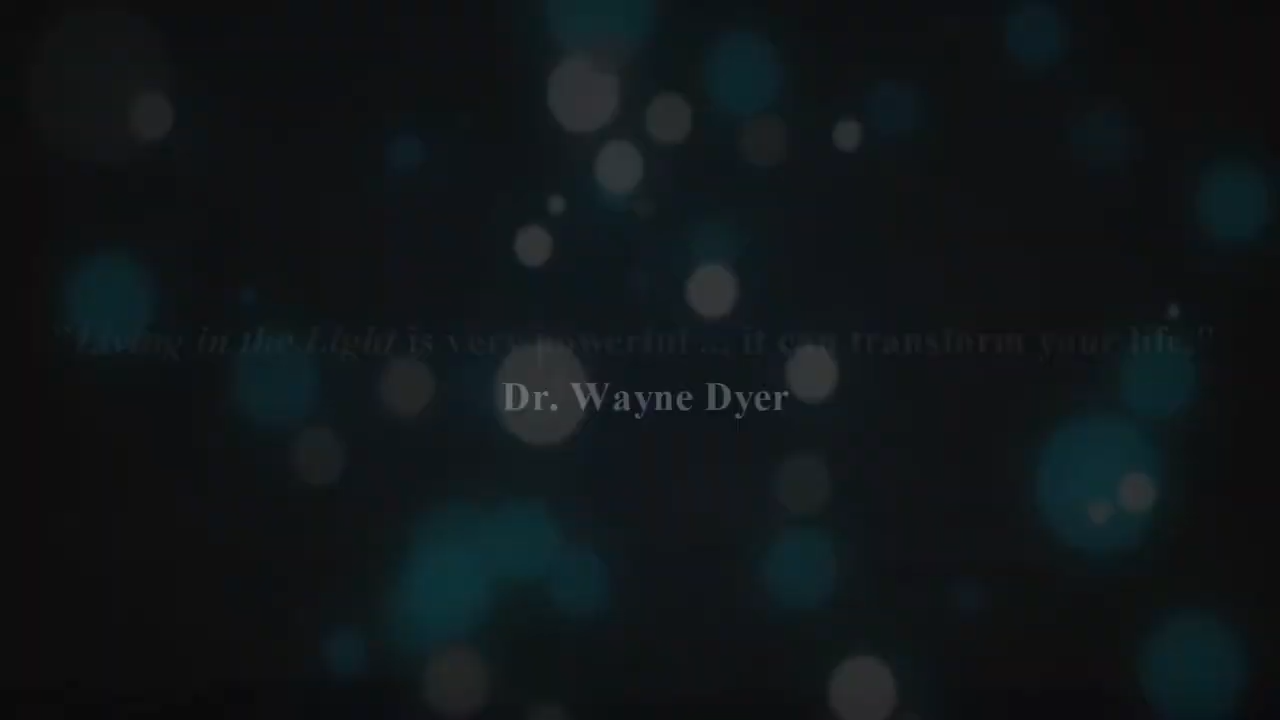 "Living in the Light is very powerful ... it can transform your life."
Dr. Wayne Dyer